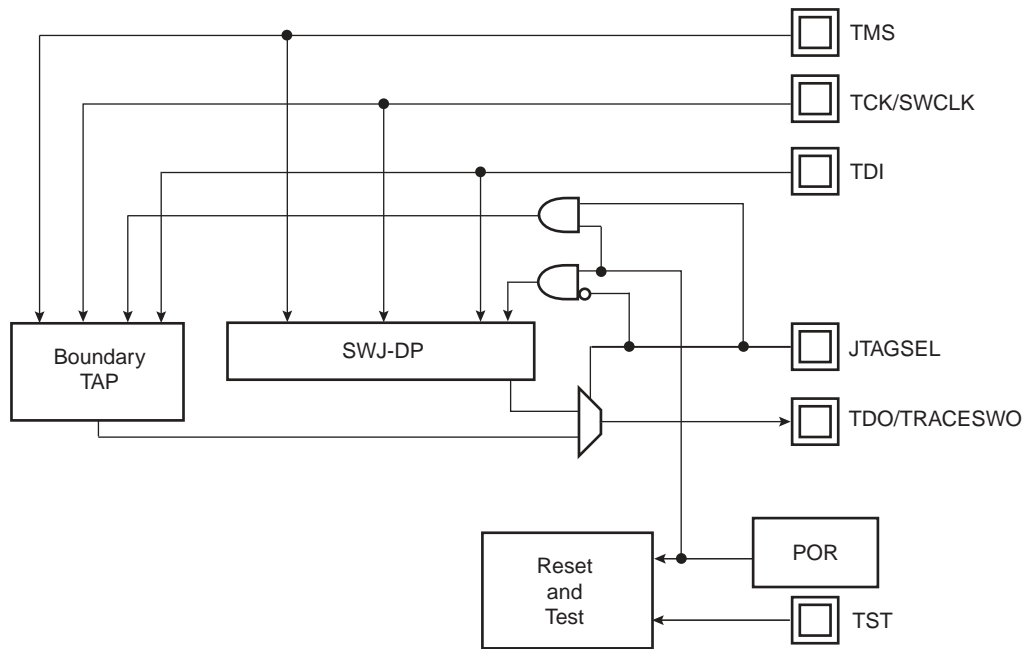 TMS
TCK/SWCLK
TDI
Boundary
TAP
SWJ-DP
JTAGSEL
TDO/TRACESWO
Reset
and
Test
POR
TST